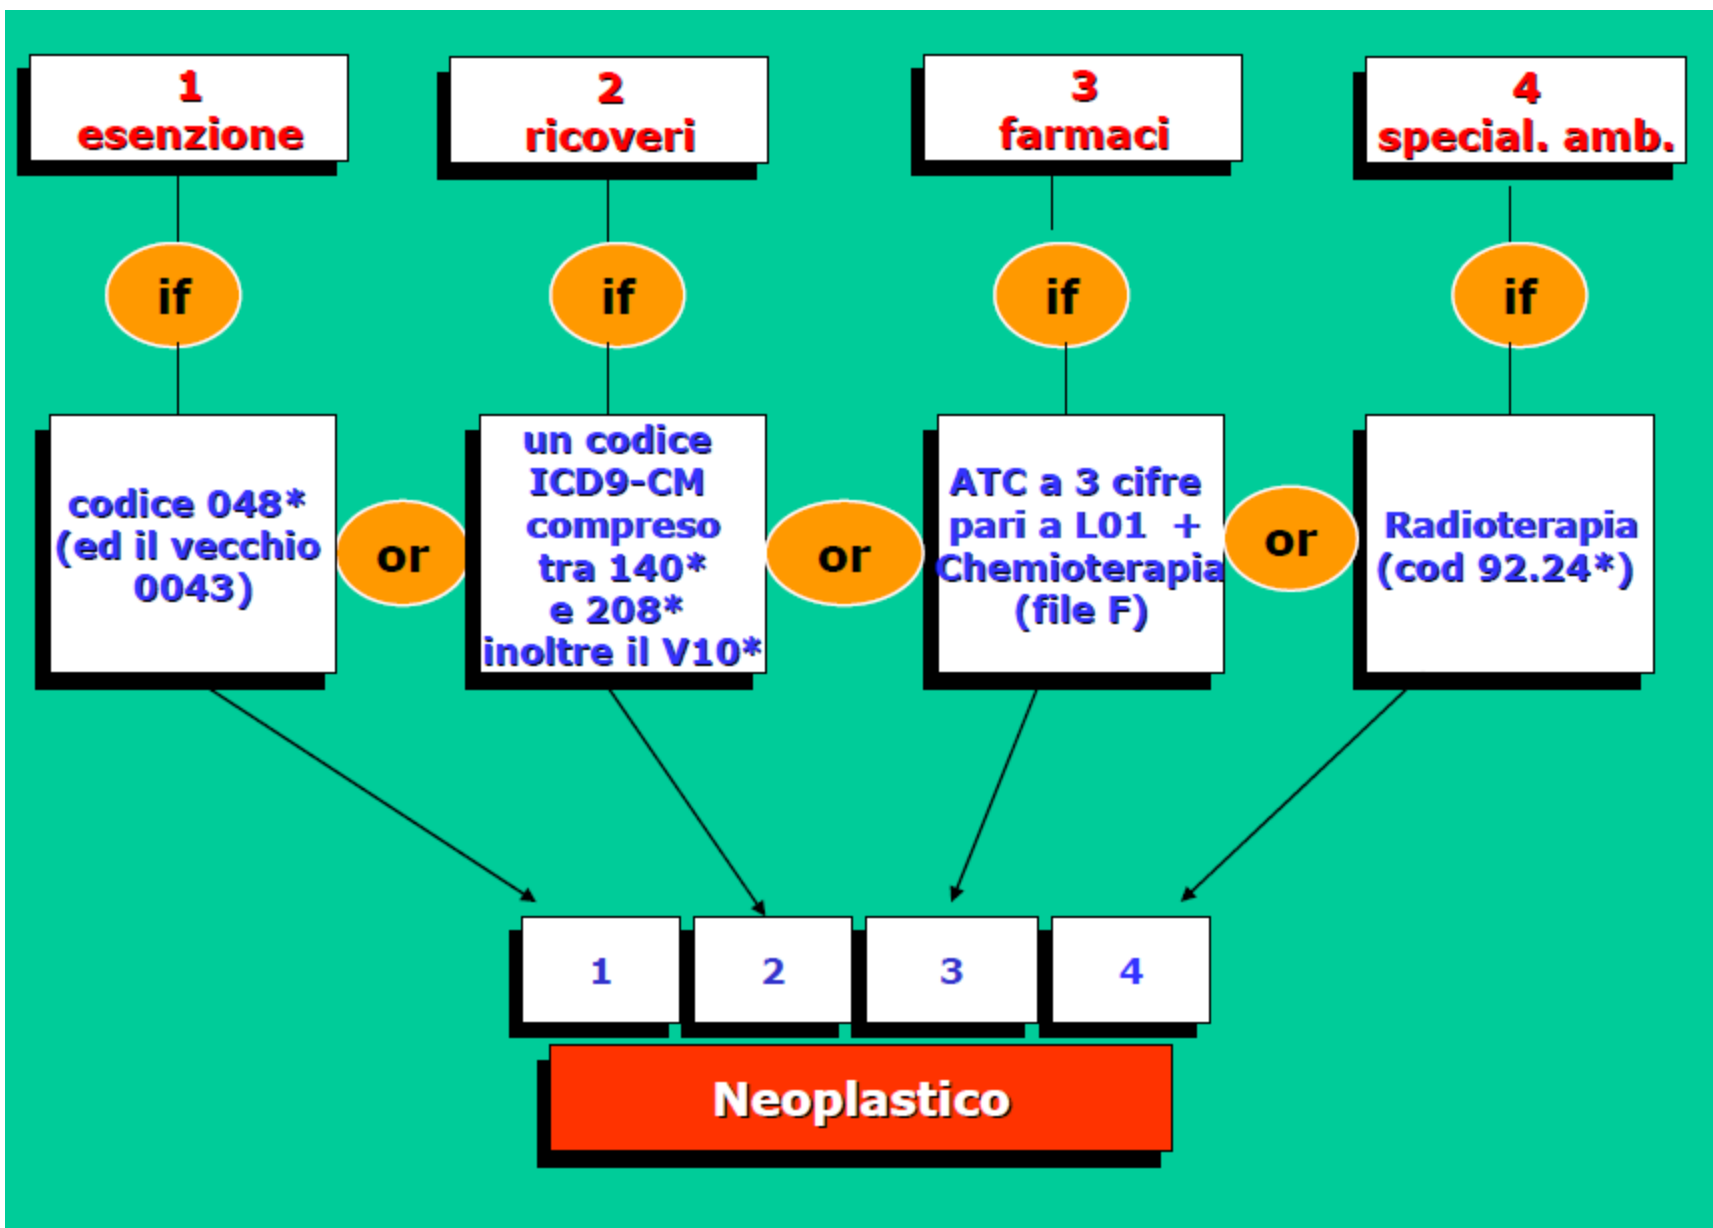 1
esenzione
2
ricoveri
3
farmaci
4
special. amb.
if
if
if
if
codice 048*
(ed il vecchio
0043)
or
un codice
ICD9-CM
compreso
tra 140*
e 208*
inoltre il V10*
or
ATC a 3 cifre
pari a L01 +
Chemioterapia
(file F)
or
Radioterapia
(cod 92.24*)
1
2
3
4
Neoplastico